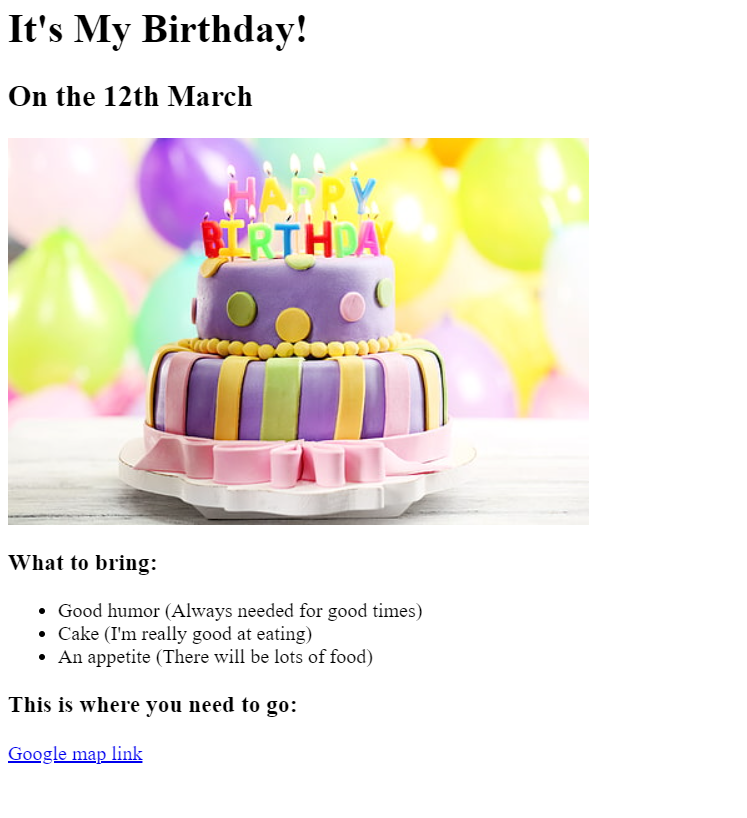 It's My Birthday!
On the 12th March
HAPPY
BIRTHDAY
What to bring:
Good humor (Always needed for good times)
Cake (I'm really good at eating)
An appetite (There will be lots of food)
This is where you need to go:
Google map link